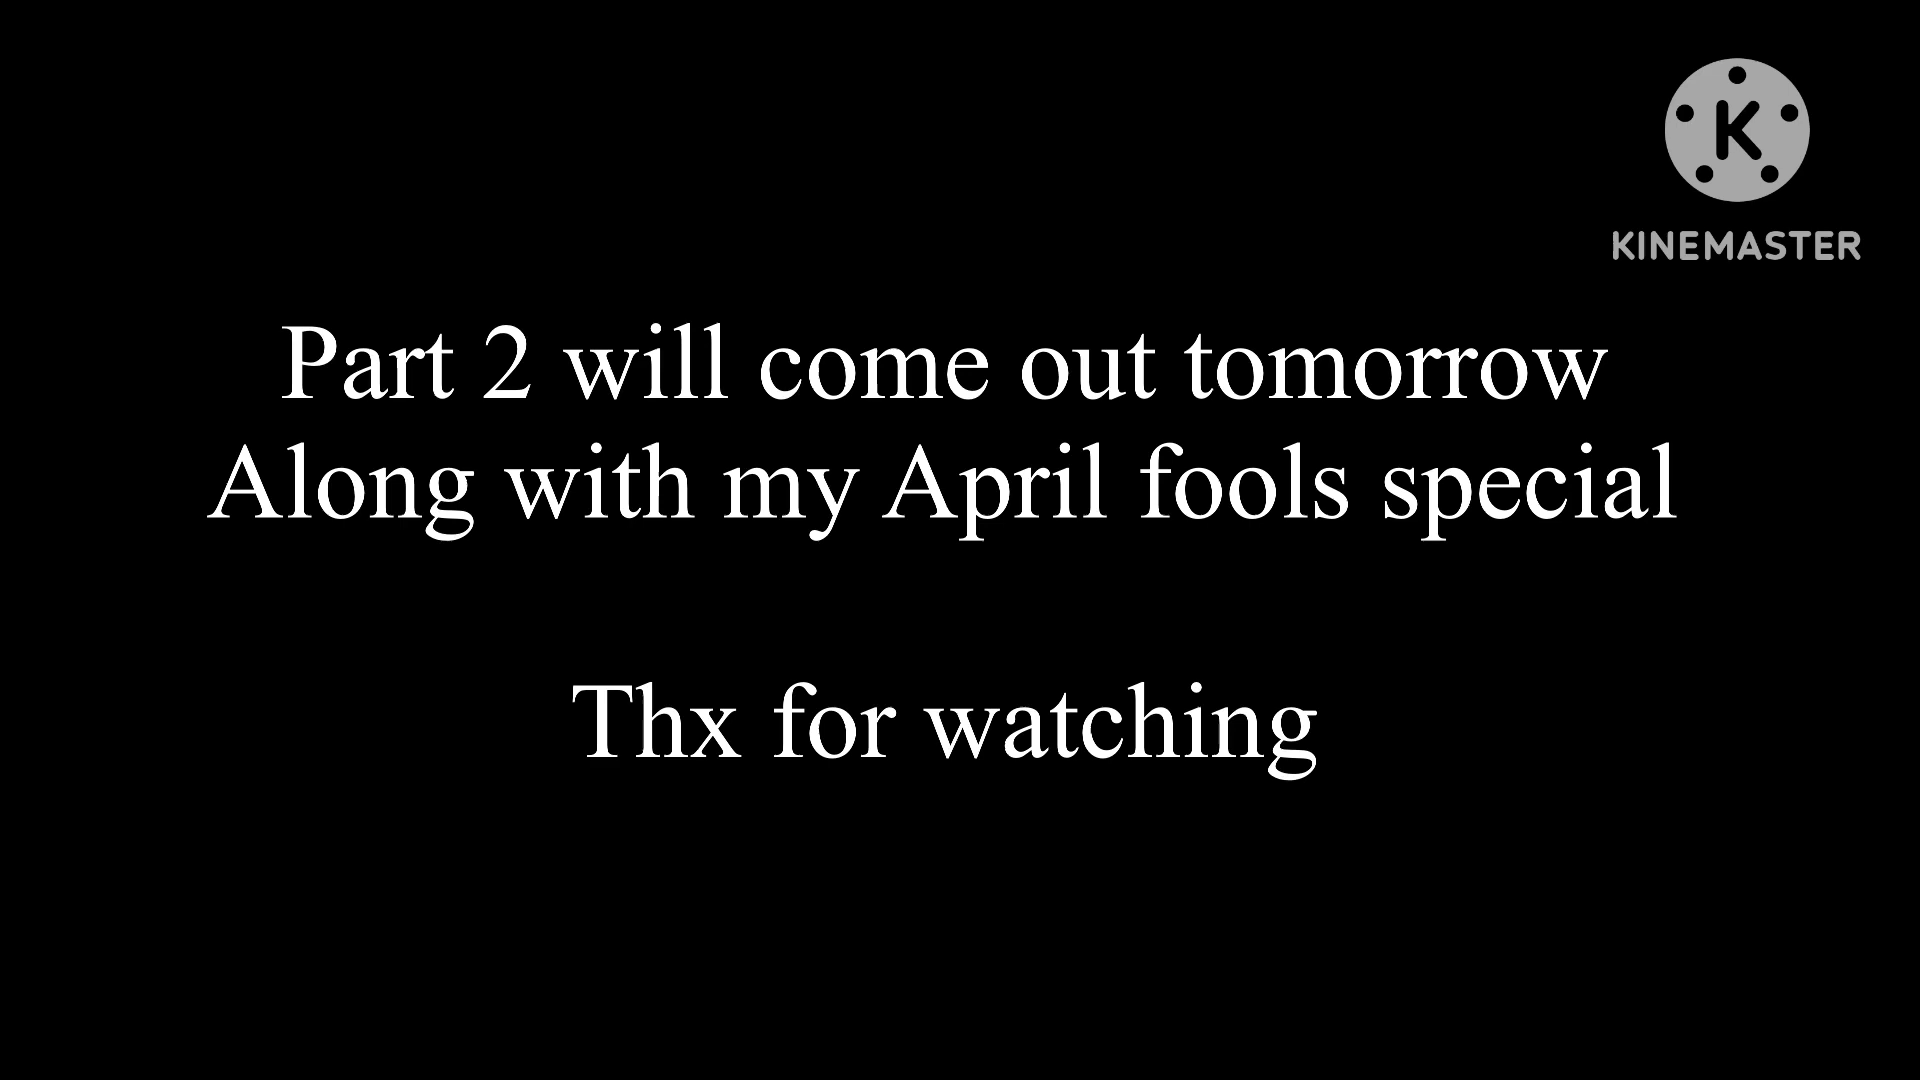 K
KINEMASTER
Part 2 will come out tomorrow
Along with my April fools special
Thx for watching